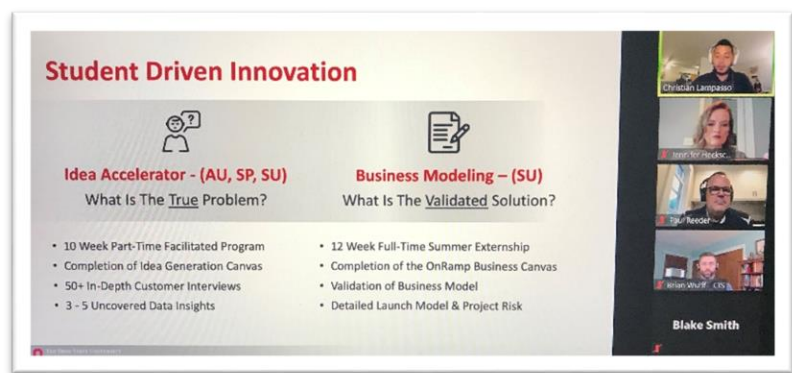 Student Driven Innovation
?
Idea Accelerator - (AU, SP, SU)
What Is The True Problem?
• 10 Week Part-Time Facilitated Program
• Completion of Idea Generation Canvas
• 50+ In-Depth Customer Interviews
• 3 - 5 Uncovered Data Insights
Business Modeling – (SU)
What Is The Validated Solution?
• 12 Week Full-Time Summer Externship
• Completion of the OnRamp Business Canvas
• Validation of Business Model
• Detailed Launch Model & Project Risk
Christian Lampasso
Jennifer
Paul Reeder
Brian Wulff
Blake Smith